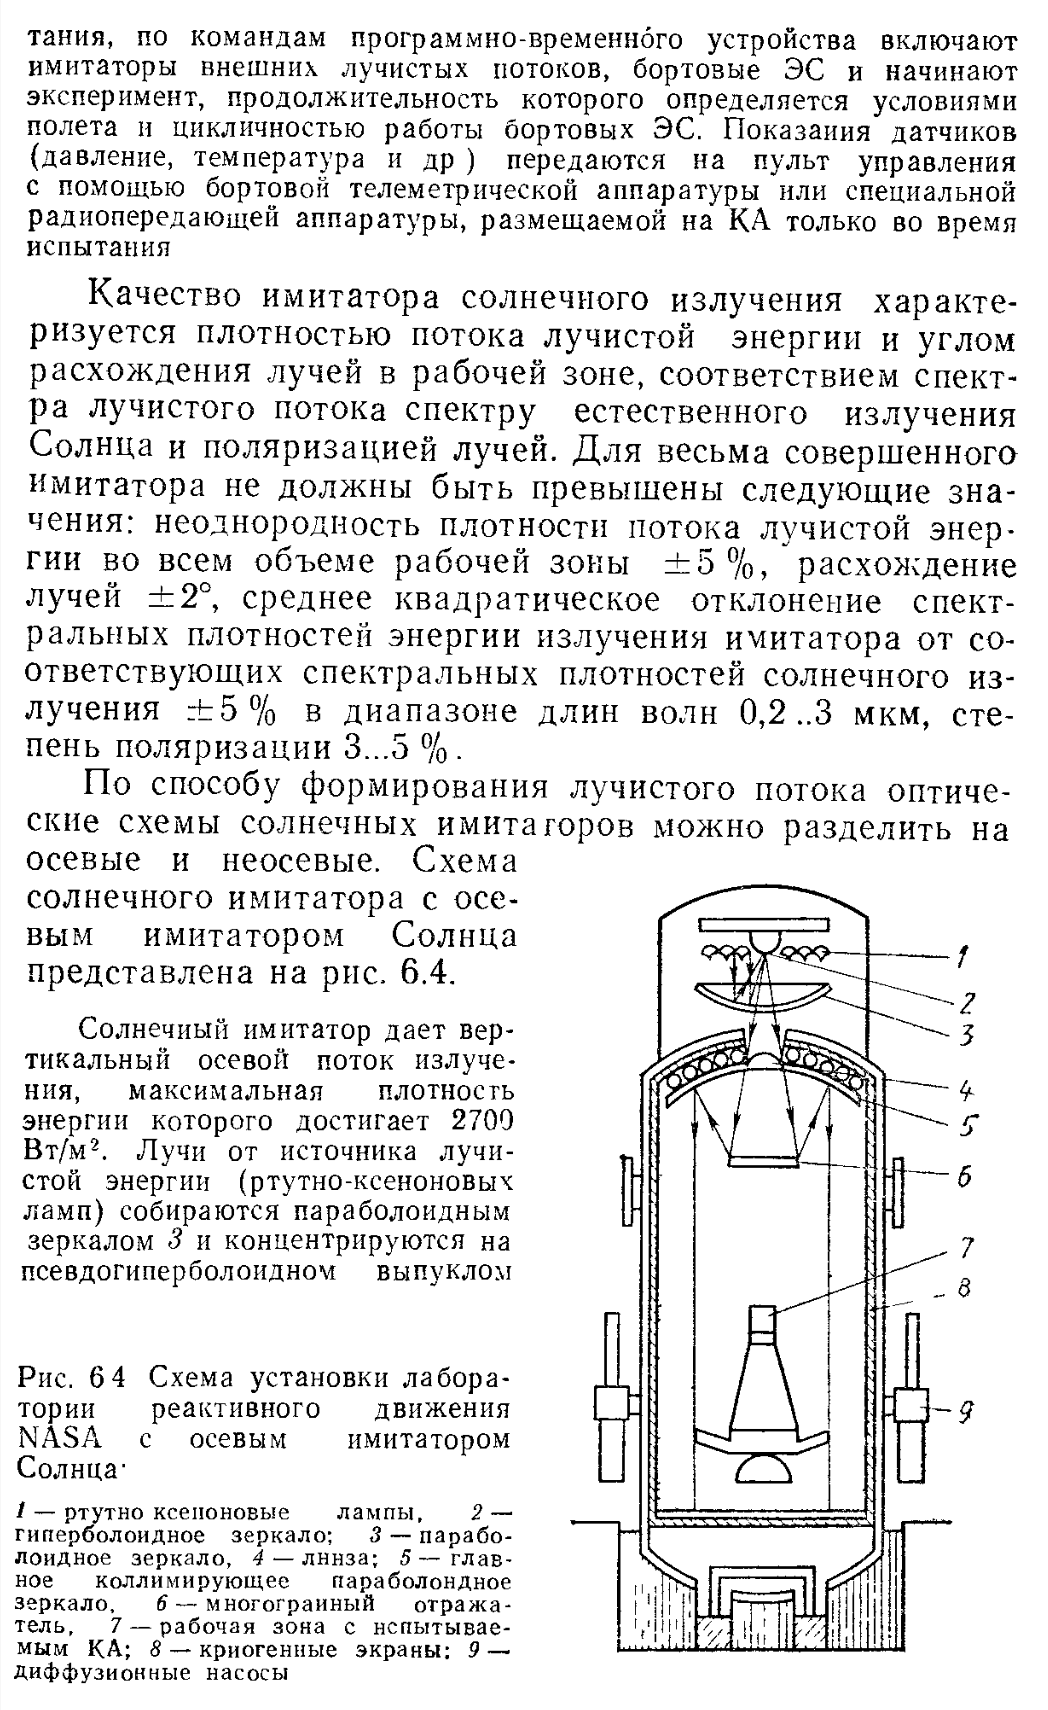 тания, по командам программно-временно́го устройства включают
имитаторы внешних лучистых потоков, бортовые ЭС и начинают
эксперимент, продолжительность которого определяется условиями
полета и цикличностью работы бортовых ЭС. Показания датчиков
(давление, температура и др ) передаются на пульт управления
с помощью бортовой телеметрической аппаратуры или специальной
радиопередающей аппаратуры, размещаемой на КА только во время
испытания
Качество имитатора солнечного излучения характе-
ризуется плотностью потока лучистой энергии и углом
расхождения лучей в рабочей зоне, соответствием спект-
ра лучистого потока спектру естественного излучения
Солнца и поляризацией лучей. Для весьма совершенного
имитатора не должны быть превышены следующие зна-
чения: неоднородность плотности потока лучистой энер-
гии во всем объеме рабочей зоны ±5 %, расхождение
лучей ±2°, среднее квадратическое отклонение спект-
ральных плотностей энергии излучения имитатора от со-
ответствующих спектральных плотностей солнечного из-
лучения ±5 % в диапазоне длин волн 0,2 ..3 мкм, сте-
пень поляризации 3...5 %.
По способу формирования лучистого потока оптиче-
ские схемы солнечных имитаторов можно разделить на
осевые и неосевые. Схема
солнечного имитатора с осе-
вым имитатором Солнца
представлена на рис. 6.4.
Солнечный имитатор дает вер-
тикальный осевой поток излуче-
ния, максимальная плотность
энергии которого достигает 2700
Вт/м². Лучи от источника лучи-
стой энергии (ртутно-ксеноновых
ламп) собираются параболоидным
зеркалом 3 и концентрируются на
псевдогиперболоидном выпуклом
Рис. 6 4 Схема установки лабора-
тории реактивного движения
NASA с осевым имитатором
Солнца·
1 — ртутно ксеноновые лампы, 2 —
гиперболоидное зеркало; 3 — парабо-
лоидное зеркало, 4 — линза; 5 — глав-
ное коллимирующее параболоидное
зеркало, 6 — многогранный отража-
тель, 7 — рабочая зона с испытывае-
мым КА; 8 — криогенные экраны; 9 —
диффузионные насосы
1
2
3
4
5
6
7
8
9